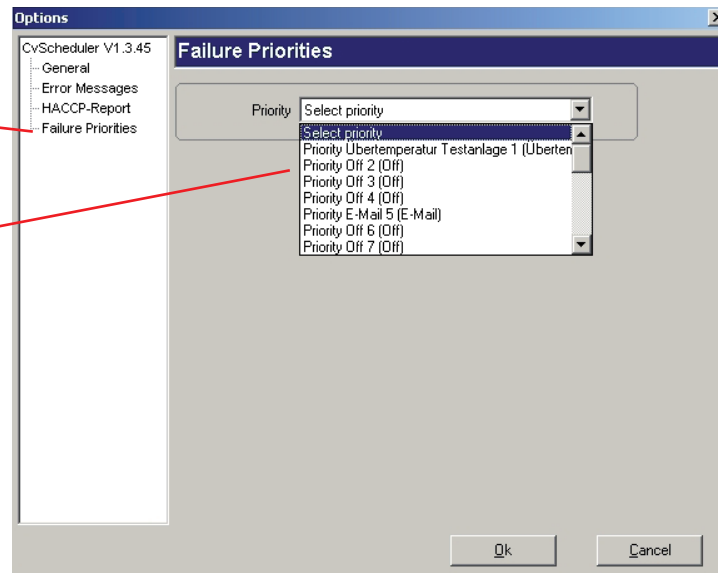 Options
CvScheduler V1.3.45
General
Error Messages
HACCP-Report
Failure Priorities
Failure Priorities
Priority Select priority
Select priority
Priority Übertemperatur Testanlage 1 (Überten
Priority Off 2 (Off)
Priority Off 3 (Off)
Priority Off 4 (Off)
Priority E-Mail 5 (E-Mail)
Priority Off 6 (Off)
Priority Off 7 (Off)
Ok
Cancel